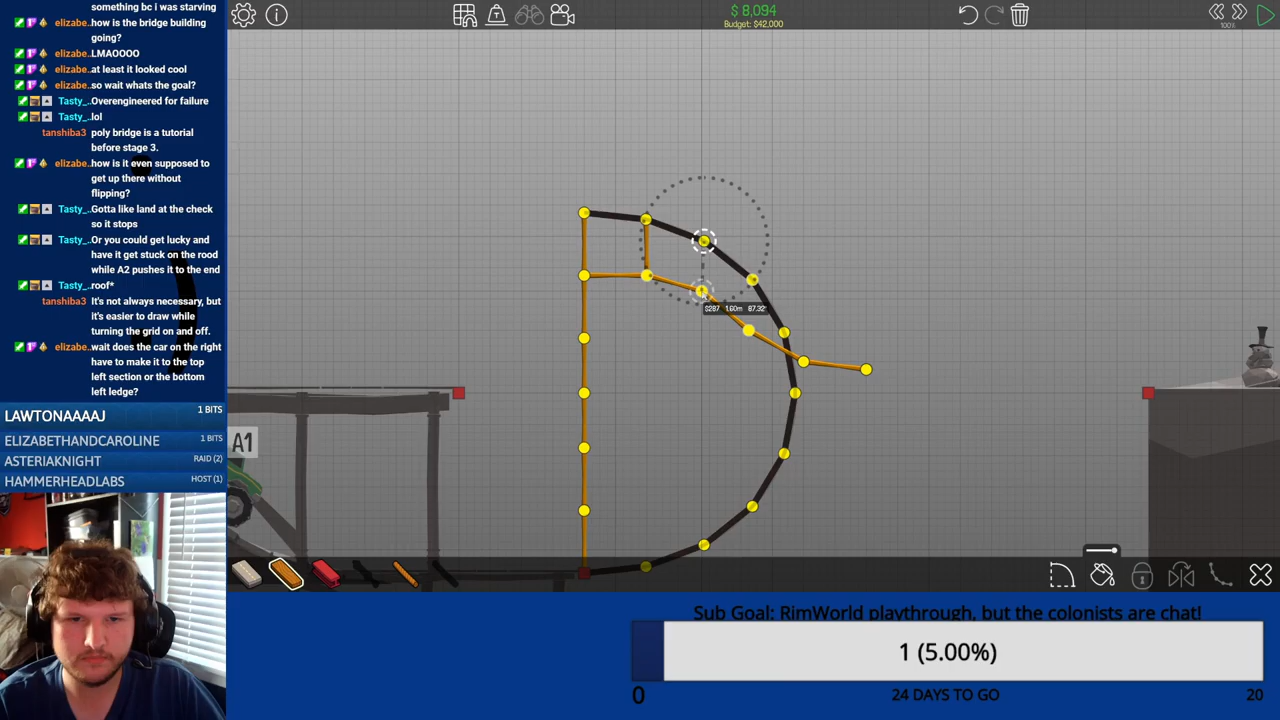 something bc i was starving
elizabe.. how is the bridge building
going?
elizabe.. LMAOOOO
elizabe.. at least it looked cool
elizabe.. so wait whats the goal?
Tasty_.. Overengineered for failure
Tasty_.. lol
tanshiba3 poly bridge is a tutorial
before stage 3.
elizabe.. how is it even supposed to
get up there without
flipping?
Tasty_.. Gotta like land at the check
so it stops
Tasty_.. Or you could get lucky and
have it get stuck on the rood
while A2 pushes it to the end
Tasty_.. roof*
tanshiba3 It's not always necessary, but
it's easier to draw while
turning the grid on and off.
elizabe.. wait does the car on the right
have to make it to the top
left section or the bottom
left ledge?
LAWTONAAAAJ 1 BITS
ELIZABETHANDCAROLINE 1 BITS
ASTERIAKNIGHT RAID (2)
HAMMERHEADLABS HOST (1)
$ 8,094
Budget: $42,000
100%
$287 1.60m 87.32°
A1
Sub Goal: RimWorld playthrough, but the colonists are chat!
1 (5.00%)
0 24 DAYS TO GO 20